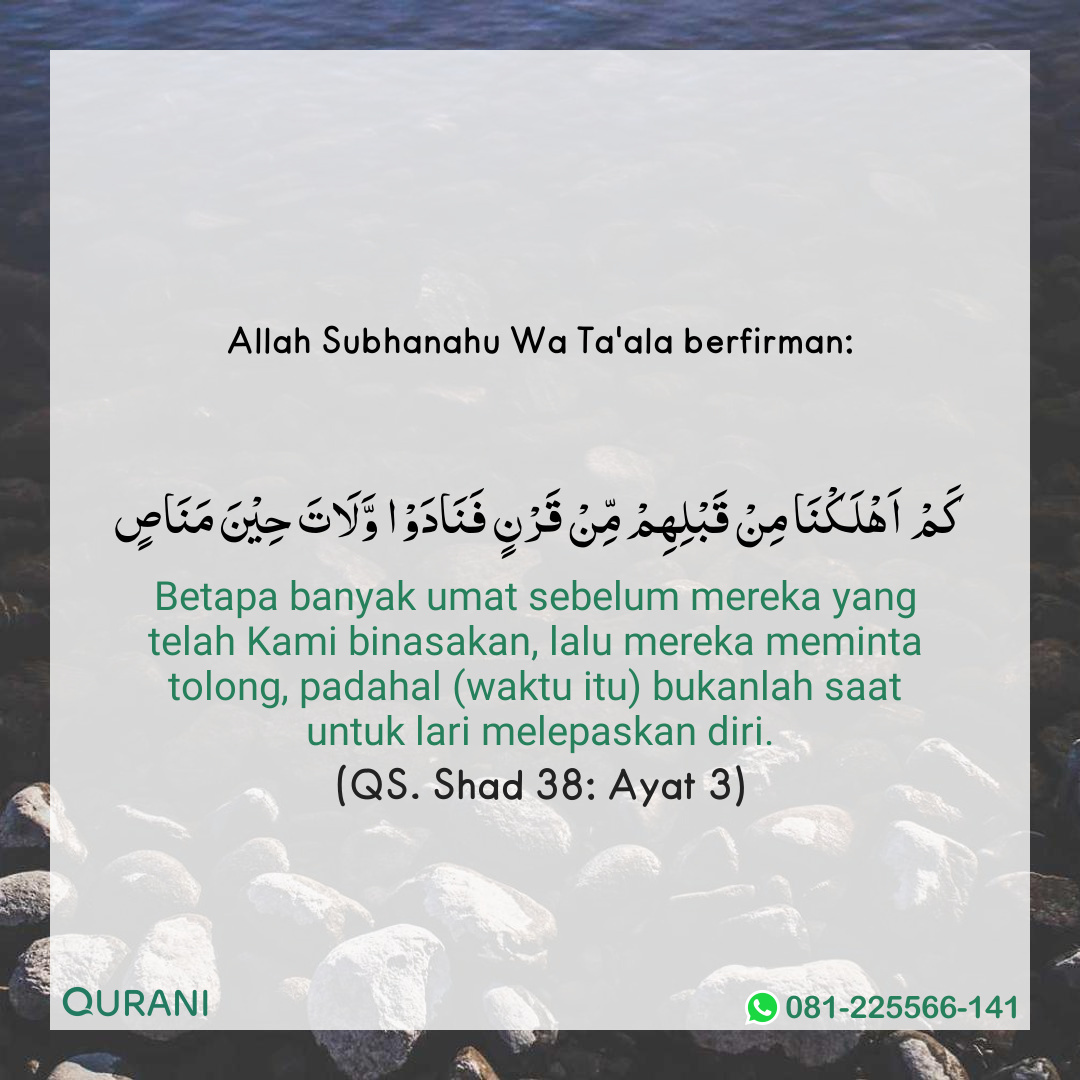 Allah Subhanahu Wa Ta'ala berfirman:
كَمْ اَهْلَكْنَا مِنْ قَبْلِهِمْ مِّنْ قَرْنٍ فَنَادَوْا وَّلَاتَ حِيْنَ مَنَاصٍ
Betapa banyak umat sebelum mereka yang
telah Kami binasakan, lalu mereka meminta
tolong, padahal (waktu itu) bukanlah saat
untuk lari melepaskan diri.
(QS. Shad 38: Ayat 3)
QURANI
081-225566-141